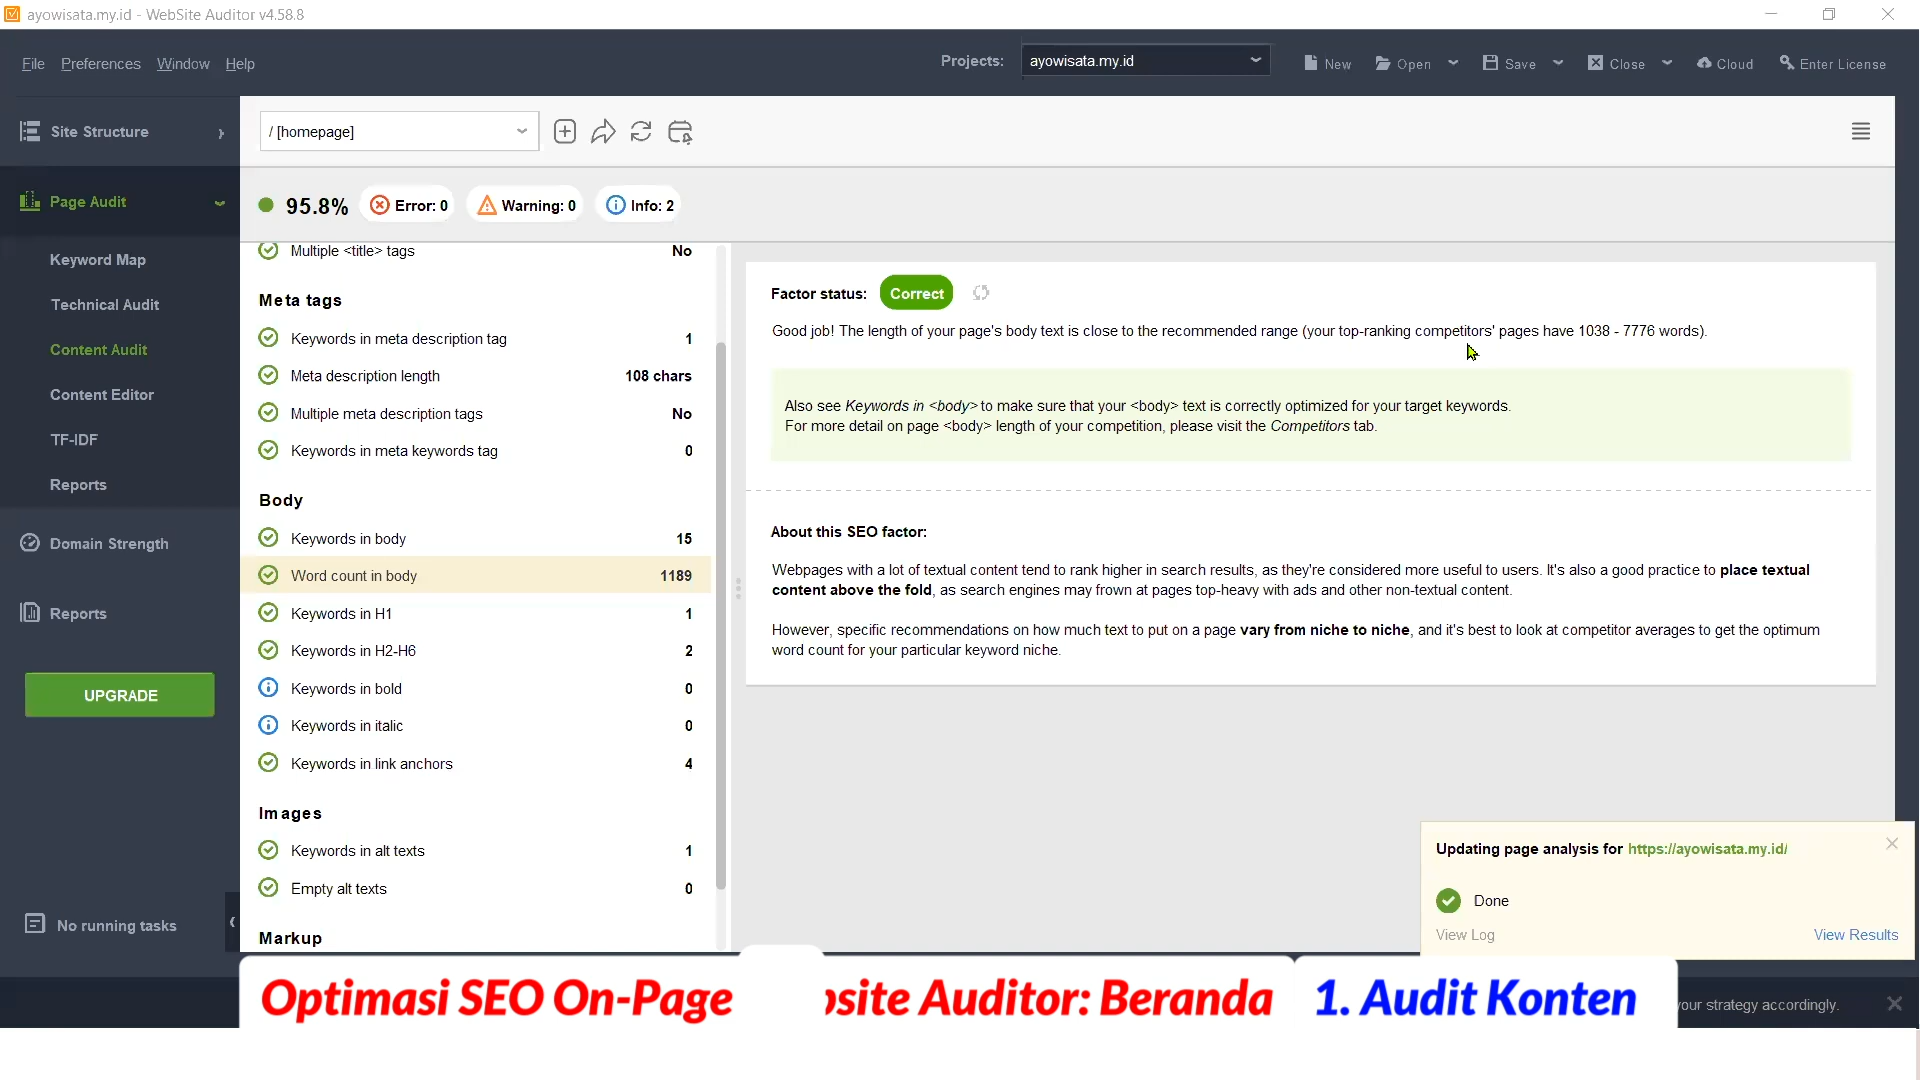 ayowisata.my.id - WebSite Auditor v4.58.8
File Preferences Window Help
Projects: ayowisata.my.id New Open Save Close Cloud Enter License
Site Structure
/ [homepage]
Page Audit
95.8% Error: 0 Warning: 0 Info: 2
Keyword Map
Technical Audit
Content Audit
Content Editor
TF-IDF
Reports
Domain Strength
Reports
UPGRADE
No running tasks
Multiple <title> tags No
Meta tags
Keywords in meta description tag 1
Meta description length 108 chars
Multiple meta description tags No
Keywords in meta keywords tag 0
Body
Keywords in body 15
Word count in body 1189
Keywords in H1 1
Keywords in H2-H6 2
Keywords in bold 0
Keywords in italic 0
Keywords in link anchors 4
Images
Keywords in alt texts 1
Empty alt texts 0
Markup
Factor status: Correct
Good job! The length of your page's body text is close to the recommended range (your top-ranking competitors' pages have 1038 - 7776 words).
Also see Keywords in <body> to make sure that your <body> text is correctly optimized for your target keywords.
For more detail on page <body> length of your competition, please visit the Competitors tab.
About this SEO factor:
Webpages with a lot of textual content tend to rank higher in search results, as they're considered more useful to users. It's also a good practice to place textual
content above the fold, as search engines may frown at pages top-heavy with ads and other non-textual content.
However, specific recommendations on how much text to put on a page vary from niche to niche, and it's best to look at competitor averages to get the optimum
word count for your particular keyword niche.
Updating page analysis for https://ayowisata.my.id/
Done
View Log View Results
Optimasi SEO On-Page site Auditor: Beranda 1. Audit Konten
your strategy accordingly.